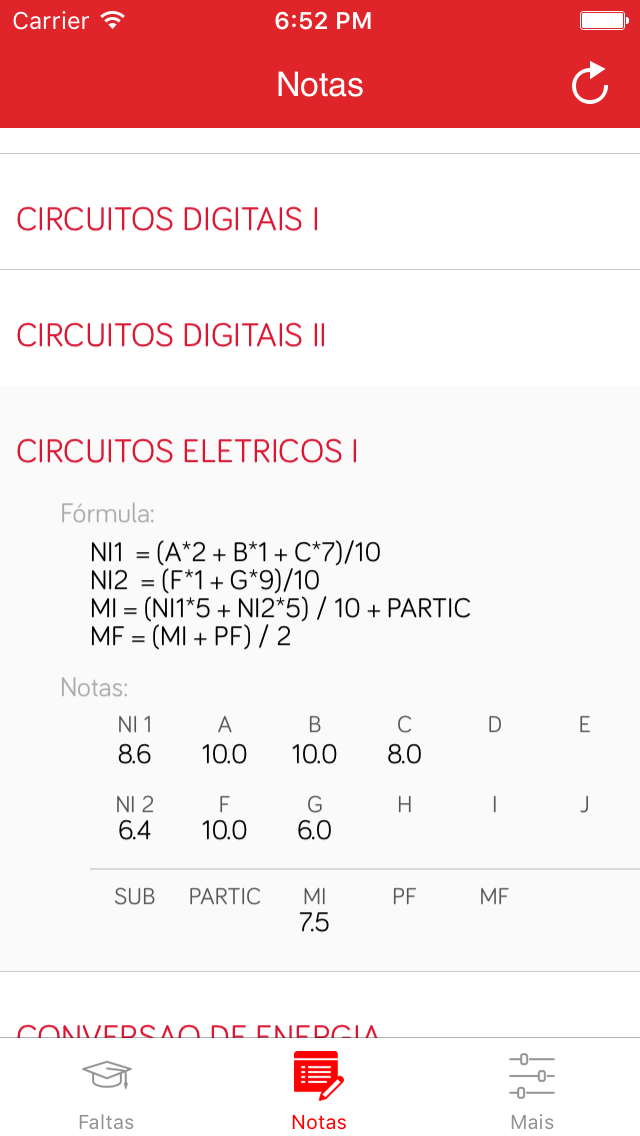 Carrier 6:52 PM
Notas
CIRCUITOS DIGITAIS I
CIRCUITOS DIGITAIS II
CIRCUITOS ELETRICOS I
Fórmula:
NI1 = (A*2 + B*1 + C*7)/10
NI2 = (F*1 + G*9)/10
MI = (NI1*5 + NI2*5) / 10 + PARTIC
MF = (MI + PF) / 2
Notas:
NI 1 A B C D E
8.6 10.0 10.0 8.0
NI 2 F G H I J
6.4 10.0 6.0
SUB PARTIC MI PF MF
7.5
CONVERSAO DE ENERGIA
Faltas Notas Mais